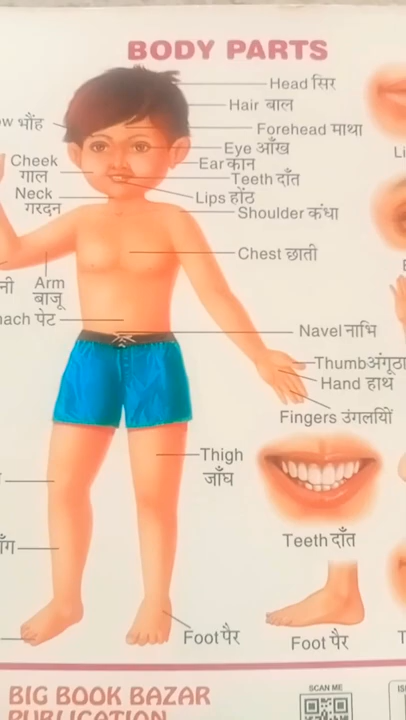 BODY PARTS
Head सिर
Hair बाल
भौंह
Forehead माथा
Eye आँख
Cheek
गाल
Ear कान
Teeth दाँत
Neck
गरदन
Lips होंठ
Shoulder कंधा
Chest छाती
Arm
बाजू
पेट
Navel नाभि
Thumb अंगूठा
Hand हाथ
Fingers उंगलियाँ
Thigh
जाँघ
Teeth दाँत
Foot पैर
Foot पैर
BIG BOOK BAZAR
PUBLICATION
SCAN ME